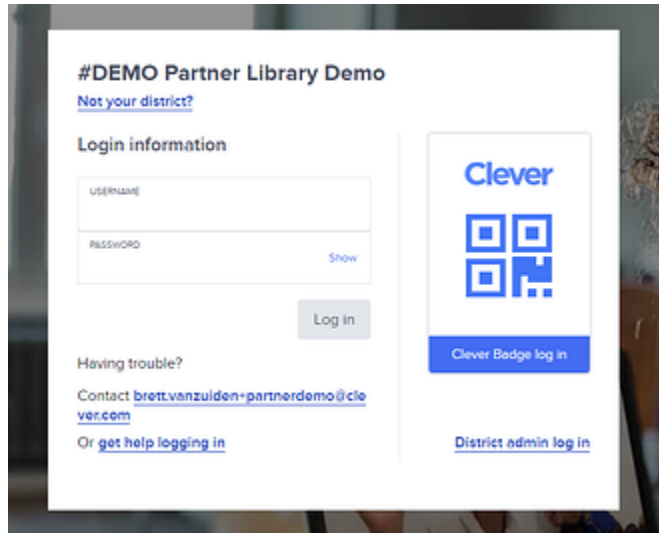 #DEMO Partner Library Demo
Not your district?
Login information
USERNAME
PASSWORD
Show
Log in
Having trouble?
Contact brett.vanzuiden+partnerdemo@cle
ver.com
Or get help logging in
Clever
Clever Badge log in
District admin log in